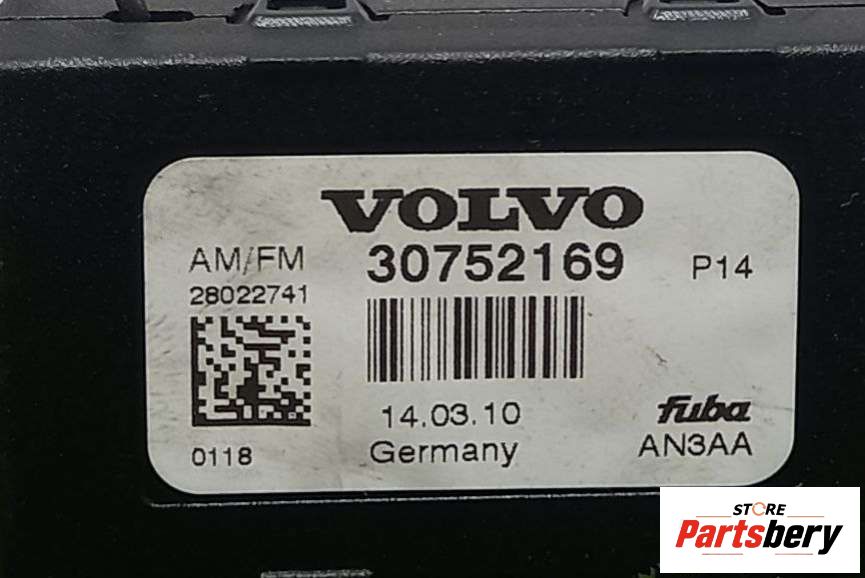 VOLVO
AM/FM 30752169 P14
28022741
14.03.10 fuba
0118 Germany AN3AA
STORE
Partsbery